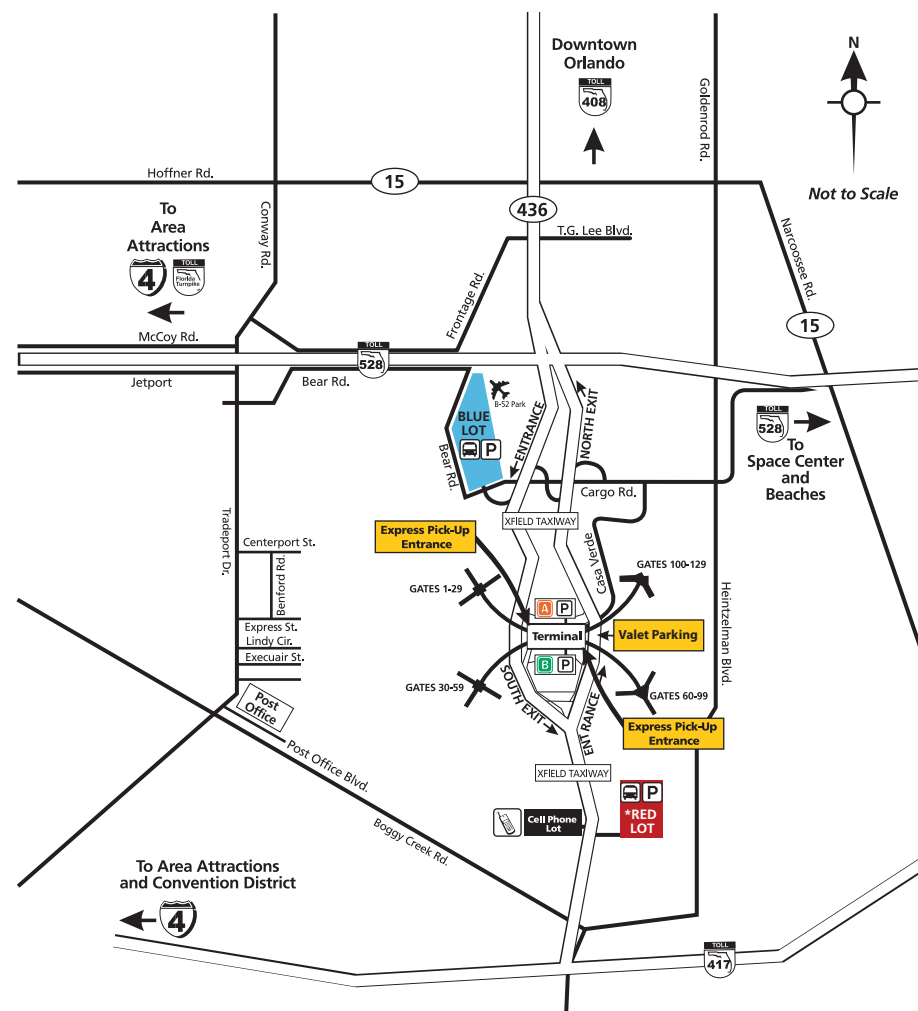 Downtown
Orlando
TOLL
408
N
Not to Scale
Goldenrod Rd.
Hoffner Rd.
15
436
To
Area
Attractions
4
TOLL
Florida
Turnpike
Conway Rd.
T.G. Lee Blvd.
Frontage Rd.
Narcoossee Rd.
15
McCoy Rd.
TOLL
528
Jetport
Bear Rd.
B-52 Park
BLUE
LOT
P
Bear Rd.
ENTRANCE
NORTH EXIT
TOLL
528
To
Space Center
and
Beaches
Cargo Rd.
XFIELD TAXIWAY
Express Pick-Up
Entrance
Tradeport Dr.
Centerport St.
Benford Rd.
Casa Verde
GATES 1-29
GATES 100-129
Heintzelman Blvd.
A P
Express St.
Terminal
Valet Parking
Lindy Cir.
Execuair St.
B P
GATES 30-59
SOUTH EXIT
ENTRANCE
GATES 60-99
Post
Office
Express Pick-Up
Entrance
Post Office Blvd.
XFIELD TAXIWAY
P
*RED
LOT
Cell Phone
Lot
Boggy Creek Rd.
To Area Attractions
and Convention District
4
TOLL
417